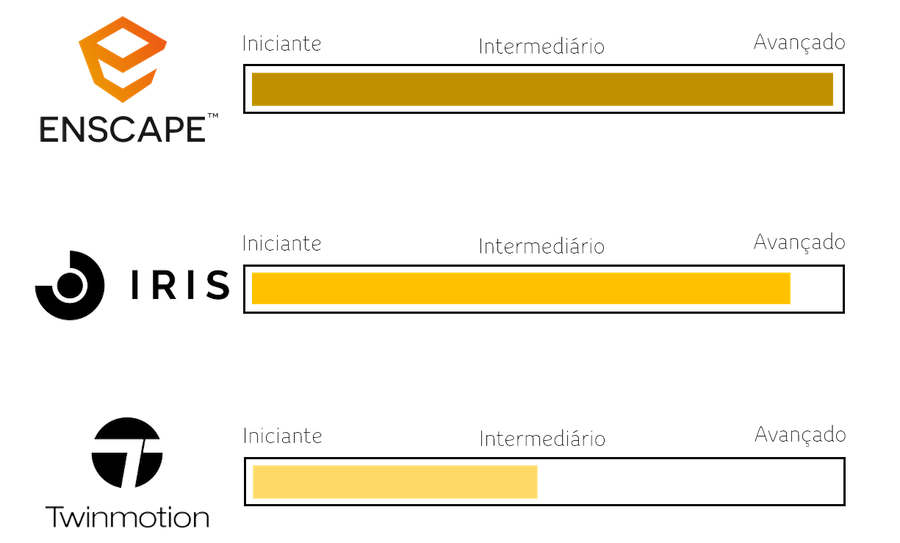 Iniciante
Intermediário
Avançado
ENSCAPE™
Iniciante
Intermediário
Avançado
IRIS
Iniciante
Intermediário
Avançado
Twinmotion